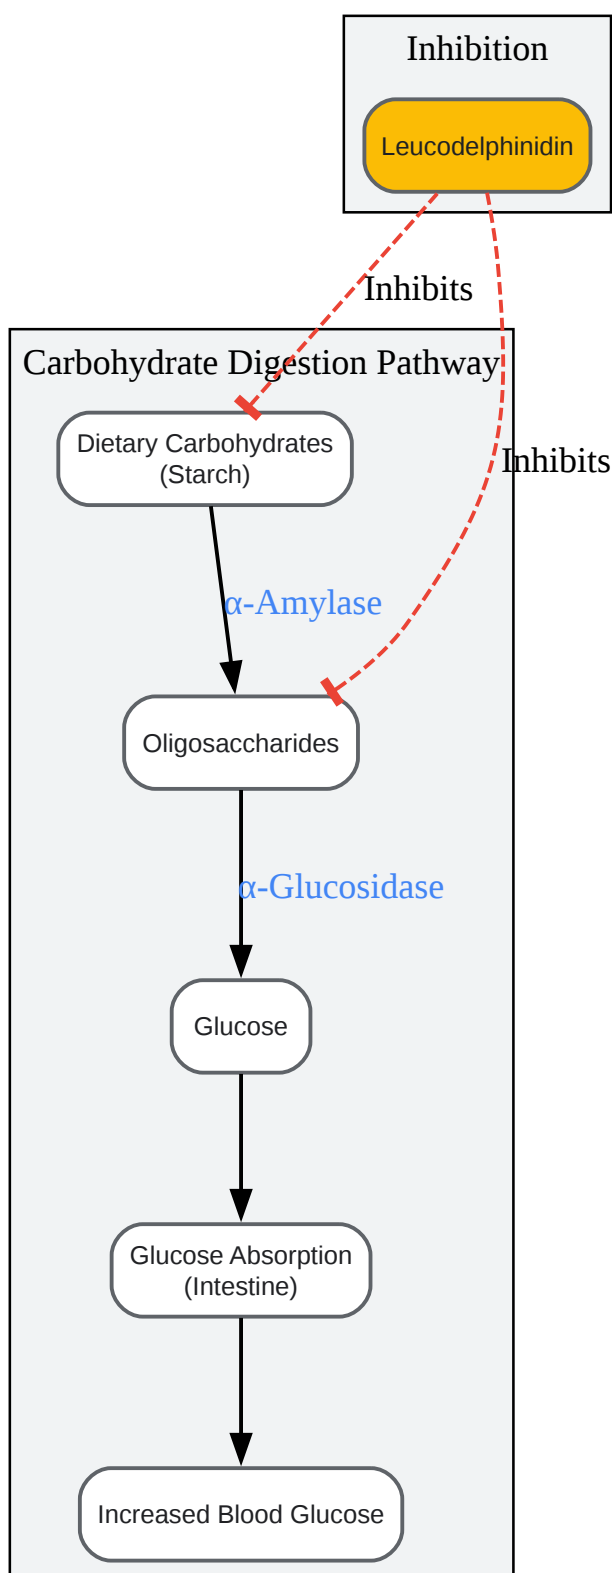 Inhibition
Leucodelphinidin
Inhibits
Carbohydrate Digestion Pathway
Dietary Carbohydrates
(Starch)
Inhibits
α-Amylase
Oligosaccharides
α-Glucosidase
Glucose
Glucose Absorption
(Intestine)
Increased Blood Glucose